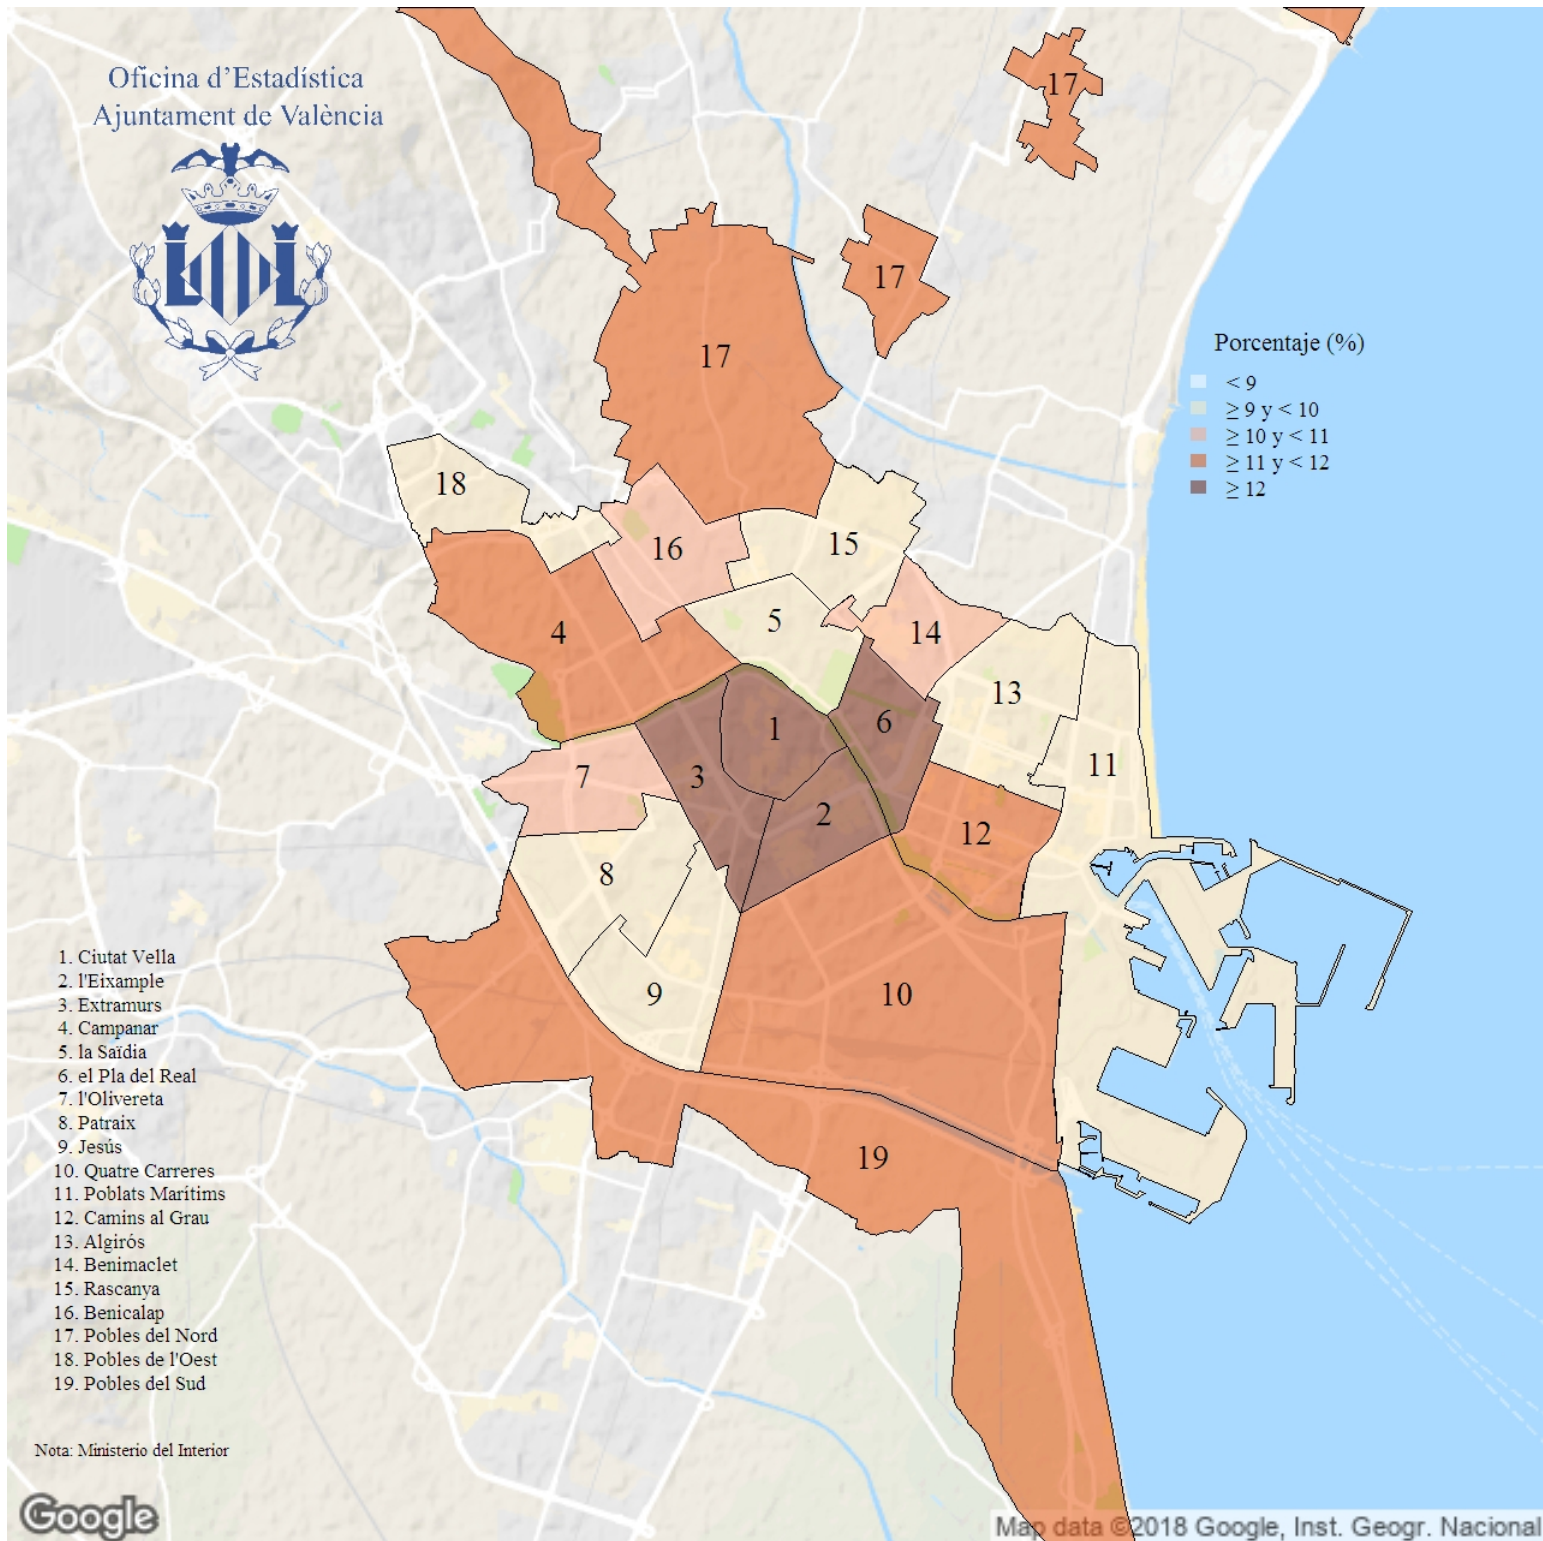 Oficina d'Estadística
Ajuntament de València
17
17
17
Porcentaje (%)
< 9
≥ 9 y < 10
≥ 10 y < 11
≥ 11 y < 12
≥ 12
18
16
15
5
14
4
13
6
1
11
3
7
2
12
8
9
10
19
1. Ciutat Vella
2. l'Eixample
3. Extramurs
4. Campanar
5. la Saïdia
6. el Pla del Real
7. l'Olivereta
8. Patraix
9. Jesús
10. Quatre Carreres
11. Poblats Marítims
12. Camins al Grau
13. Algirós
14. Benimaclet
15. Rascanya
16. Benicalap
17. Pobles del Nord
18. Pobles de l'Oest
19. Pobles del Sud
Nota: Ministerio del Interior
Google
Map data ©2018 Google, Inst. Geogr. Nacional